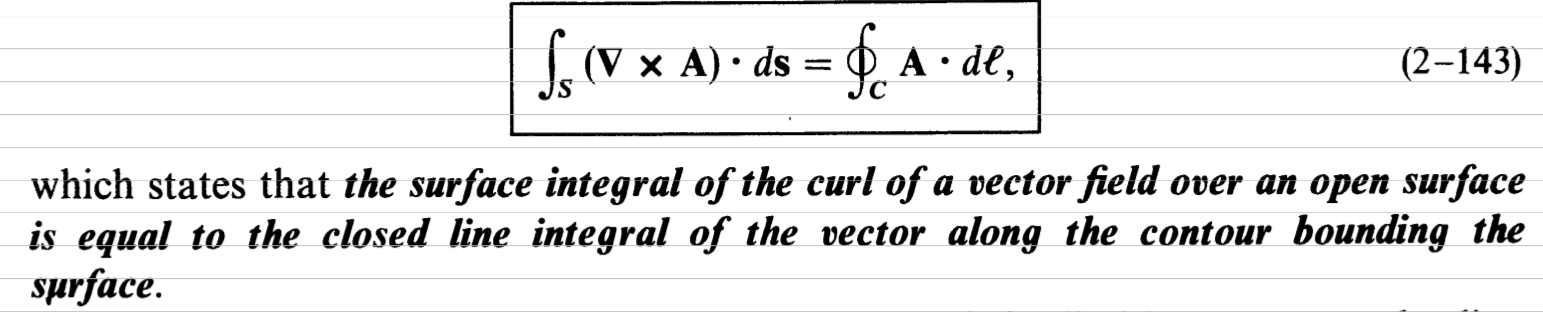 ∫_S (∇ × A) · ds = ∮_C A · dℓ, (2–143)
which states that the surface integral of the curl of a vector field over an open surface
is equal to the closed line integral of the vector along the contour bounding the
surface.